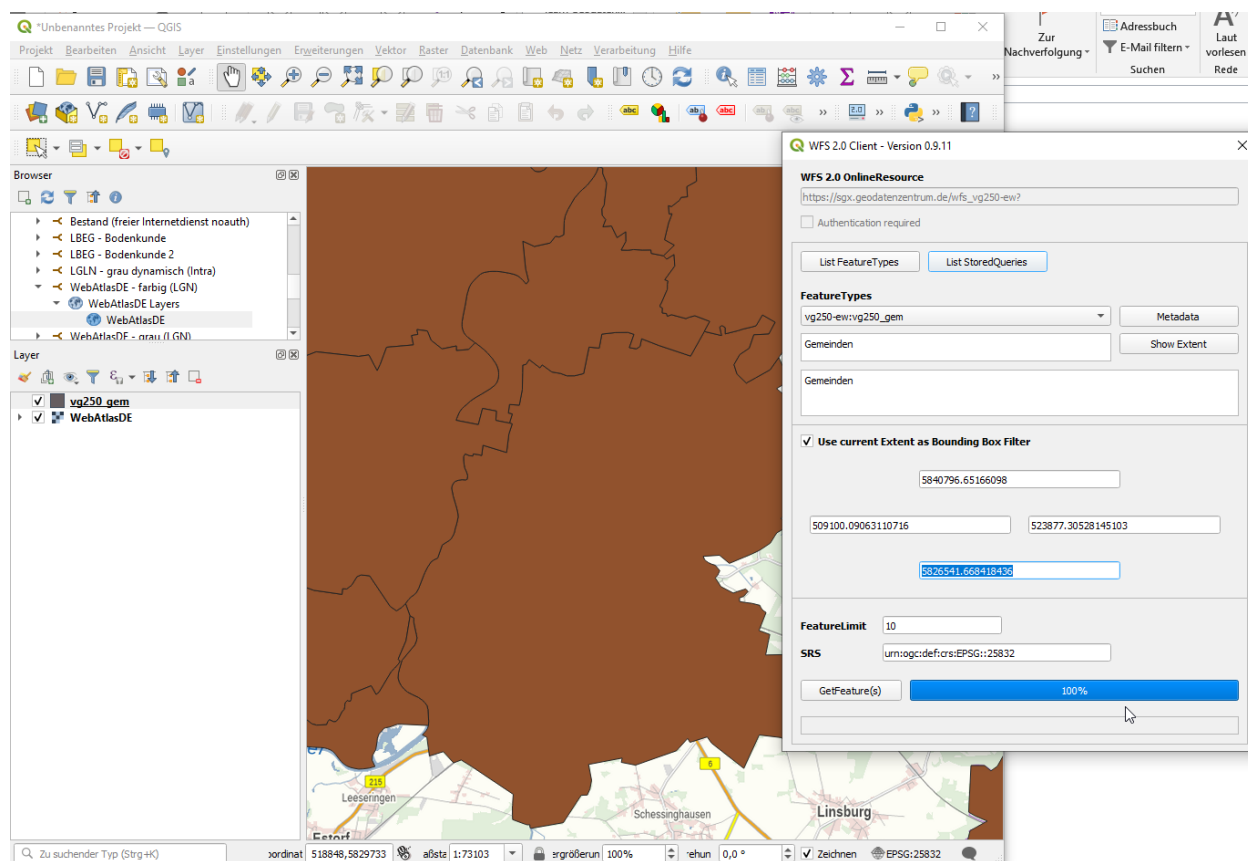 *Unbenanntes Projekt — QGIS
Projekt Bearbeiten Ansicht Layer Einstellungen Erweiterungen Vektor Raster Datenbank Web Netz Verarbeitung Hilfe
Zur
Nachverfolgung
Adressbuch
E-Mail filtern
Suchen
Laut
vorlesen
Rede
Browser
Bestand (freier Internetdienst noauth)
LBEG - Bodenkunde
LBEG - Bodenkunde 2
LGLN - grau dynamisch (Intra)
WebAtlasDE - farbig (LGN)
WebAtlasDE Layers
WebAtlasDE
WebAtlasDE - grau (LGN)
Layer
vg250_gem
WebAtlasDE
215
Leeseringen
Estorf
6
Schessinghausen
Linsburg
WFS 2.0 Client - Version 0.9.11
WFS 2.0 OnlineResource
https://sgx.geodatenzentrum.de/wfs_vg250-ew?
Authentication required
List FeatureTypes
List StoredQueries
FeatureTypes
vg250-ew:vg250_gem
Metadata
Gemeinden
Show Extent
Gemeinden
Use current Extent as Bounding Box Filter
5840796.65166098
509100.09063110716
523877.30528145103
5826541.668418436
FeatureLimit 10
SRS urn:ogc:def:crs:EPSG::25832
GetFeature(s)
100%
Zu suchender Typ (Strg+K)
oordinat 518848,5829733 aßsta 1:73103 ergrößerun 100% rehun 0,0 ° Zeichnen EPSG:25832